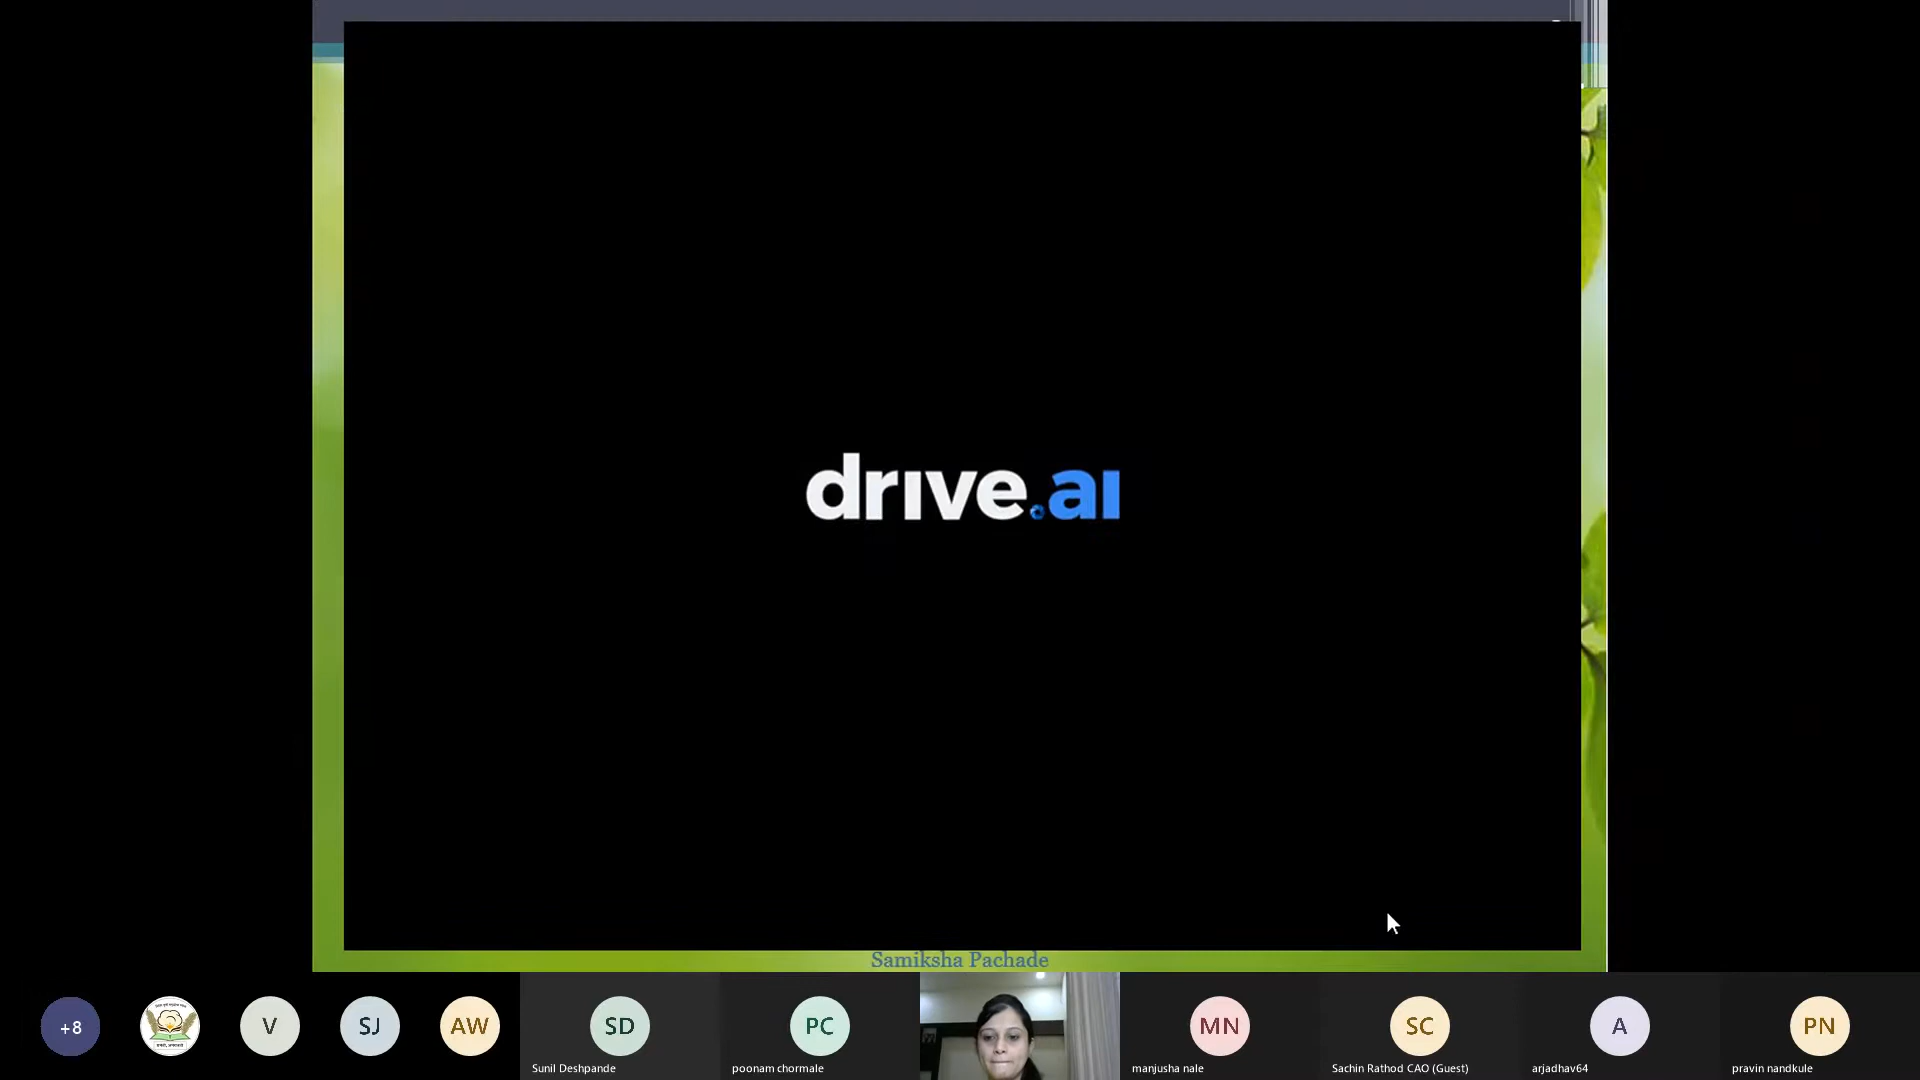 drive.ai
Samiksha Pachade
+8
V
SJ
AW
SD
PC
MN
SC
A
PN
Sunil Deshpande
poonam chormale
manjusha nale
Sachin Rathod CAO (Guest)
arjadhav64
pravin nandkule